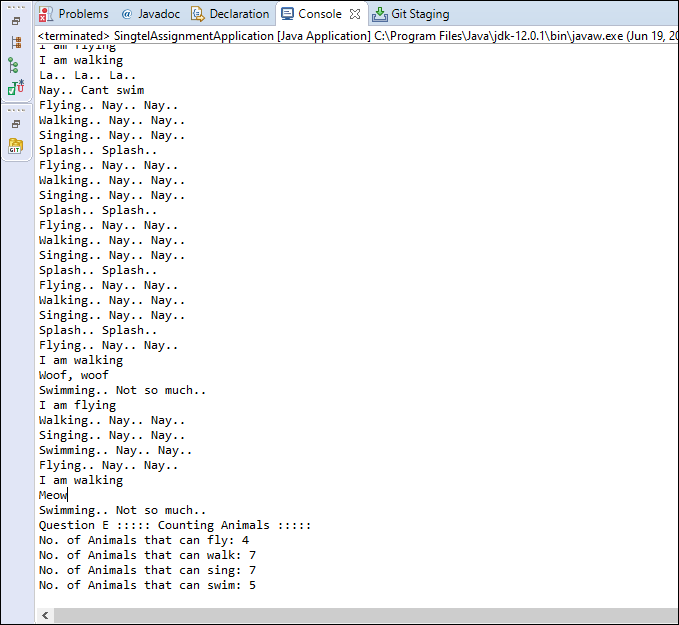 Problems @ Javadoc Declaration Console Git Staging
<terminated> SingtelAssignmentApplication [Java Application] C:\Program Files\Java\jdk-12.0.1\bin\javaw.exe (Jun 19, 20
I am flying
I am walking
La.. La.. La..
Nay.. Cant swim
Flying.. Nay.. Nay..
Walking.. Nay.. Nay..
Singing.. Nay.. Nay..
Splash.. Splash..
Flying.. Nay.. Nay..
Walking.. Nay.. Nay..
Singing.. Nay.. Nay..
Splash.. Splash..
Flying.. Nay.. Nay..
Walking.. Nay.. Nay..
Singing.. Nay.. Nay..
Splash.. Splash..
Flying.. Nay.. Nay..
Walking.. Nay.. Nay..
Singing.. Nay.. Nay..
Splash.. Splash..
Flying.. Nay.. Nay..
I am walking
Woof, woof
Swimming.. Not so much..
I am flying
Walking.. Nay.. Nay..
Singing.. Nay.. Nay..
Swimming.. Nay.. Nay..
Flying.. Nay.. Nay..
I am walking
Meow
Swimming.. Not so much..
Question E ::::: Counting Animals :::::
No. of Animals that can fly: 4
No. of Animals that can walk: 7
No. of Animals that can sing: 7
No. of Animals that can swim: 5
GIT